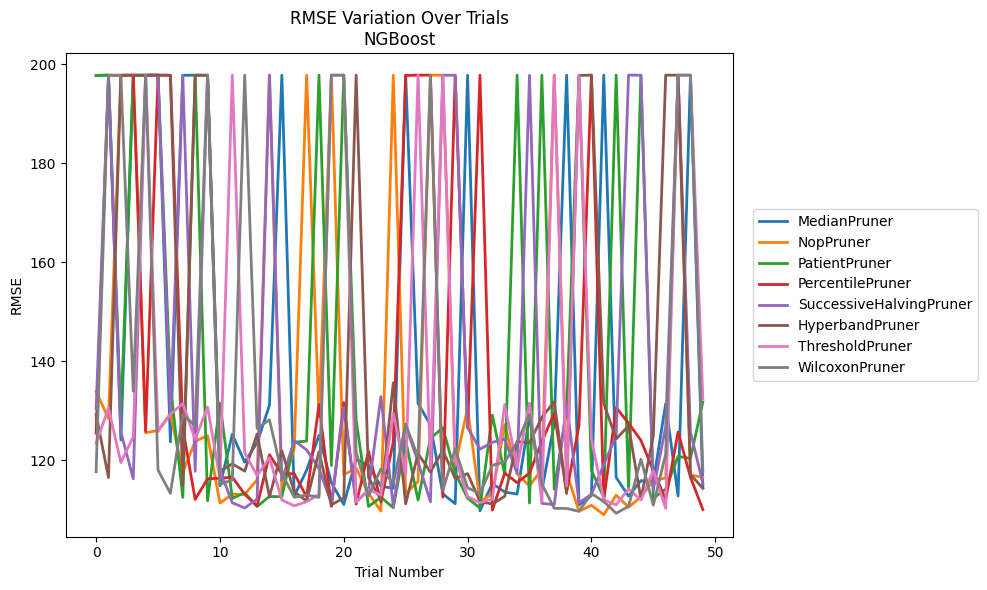 RMSE Variation Over Trials
NGBoost
RMSE
200
180
160
140
120
0
10
20
30
40
50
Trial Number
MedianPruner
NopPruner
PatientPruner
PercentilePruner
SuccessiveHalvingPruner
HyperbandPruner
ThresholdPruner
WilcoxonPruner